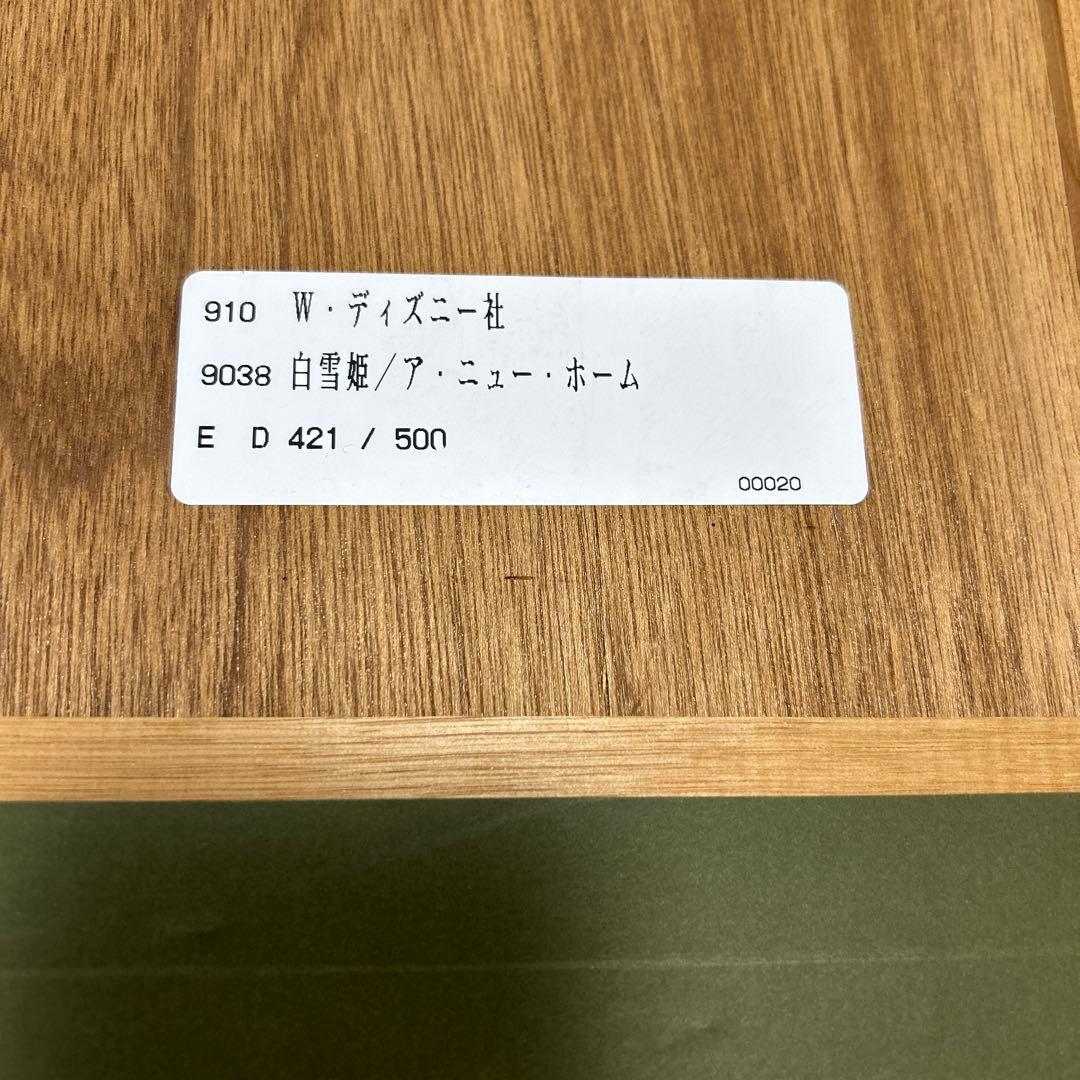 910 W・ディズニー社
9038 白雪姫／ア・ニュー・ホーム
E D 421 / 500
00020